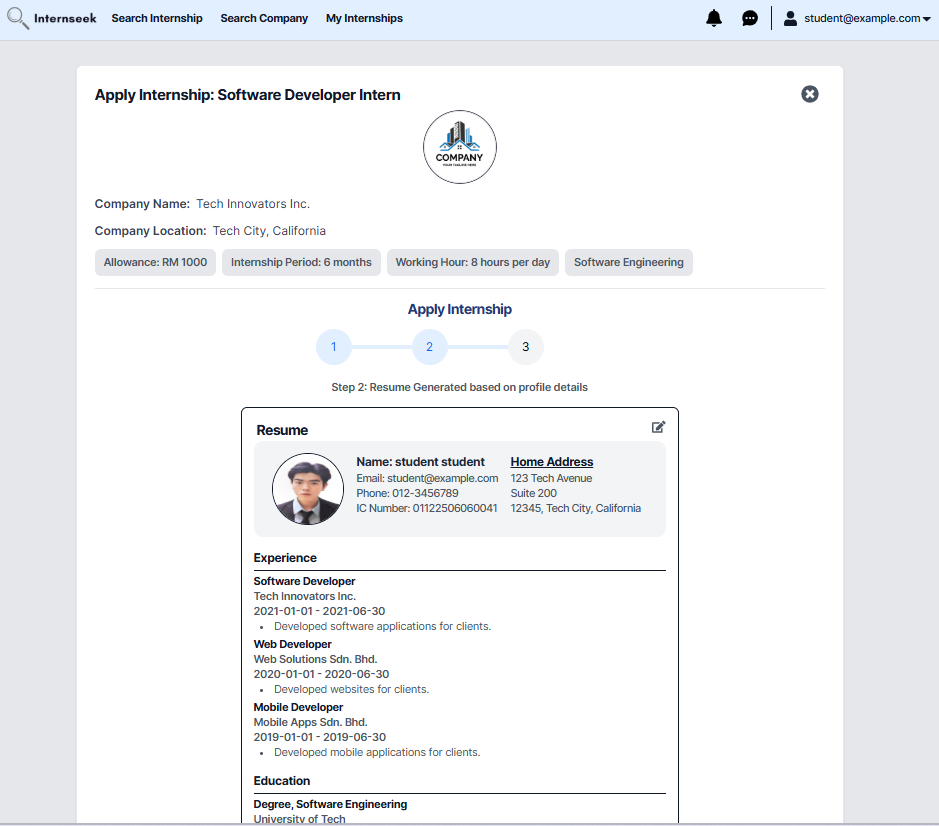 Internseek Search Internship Search Company My Internships student@example.com
Apply Internship: Software Developer Intern
COMPANY
YOUR TAGLINE HERE
Company Name: Tech Innovators Inc.
Company Location: Tech City, California
Allowance: RM 1000 Internship Period: 6 months Working Hour: 8 hours per day Software Engineering
Apply Internship
1 2 3
Step 2: Resume Generated based on profile details
Resume
Name: student student
Email: student@example.com
Phone: 012-3456789
IC Number: 01122506060041
Home Address
123 Tech Avenue
Suite 200
12345, Tech City, California
Experience
Software Developer
Tech Innovators Inc.
2021-01-01 - 2021-06-30
• Developed software applications for clients.
Web Developer
Web Solutions Sdn. Bhd.
2020-01-01 - 2020-06-30
• Developed websites for clients.
Mobile Developer
Mobile Apps Sdn. Bhd.
2019-01-01 - 2019-06-30
• Developed mobile applications for clients.
Education
Degree, Software Engineering
University of Tech